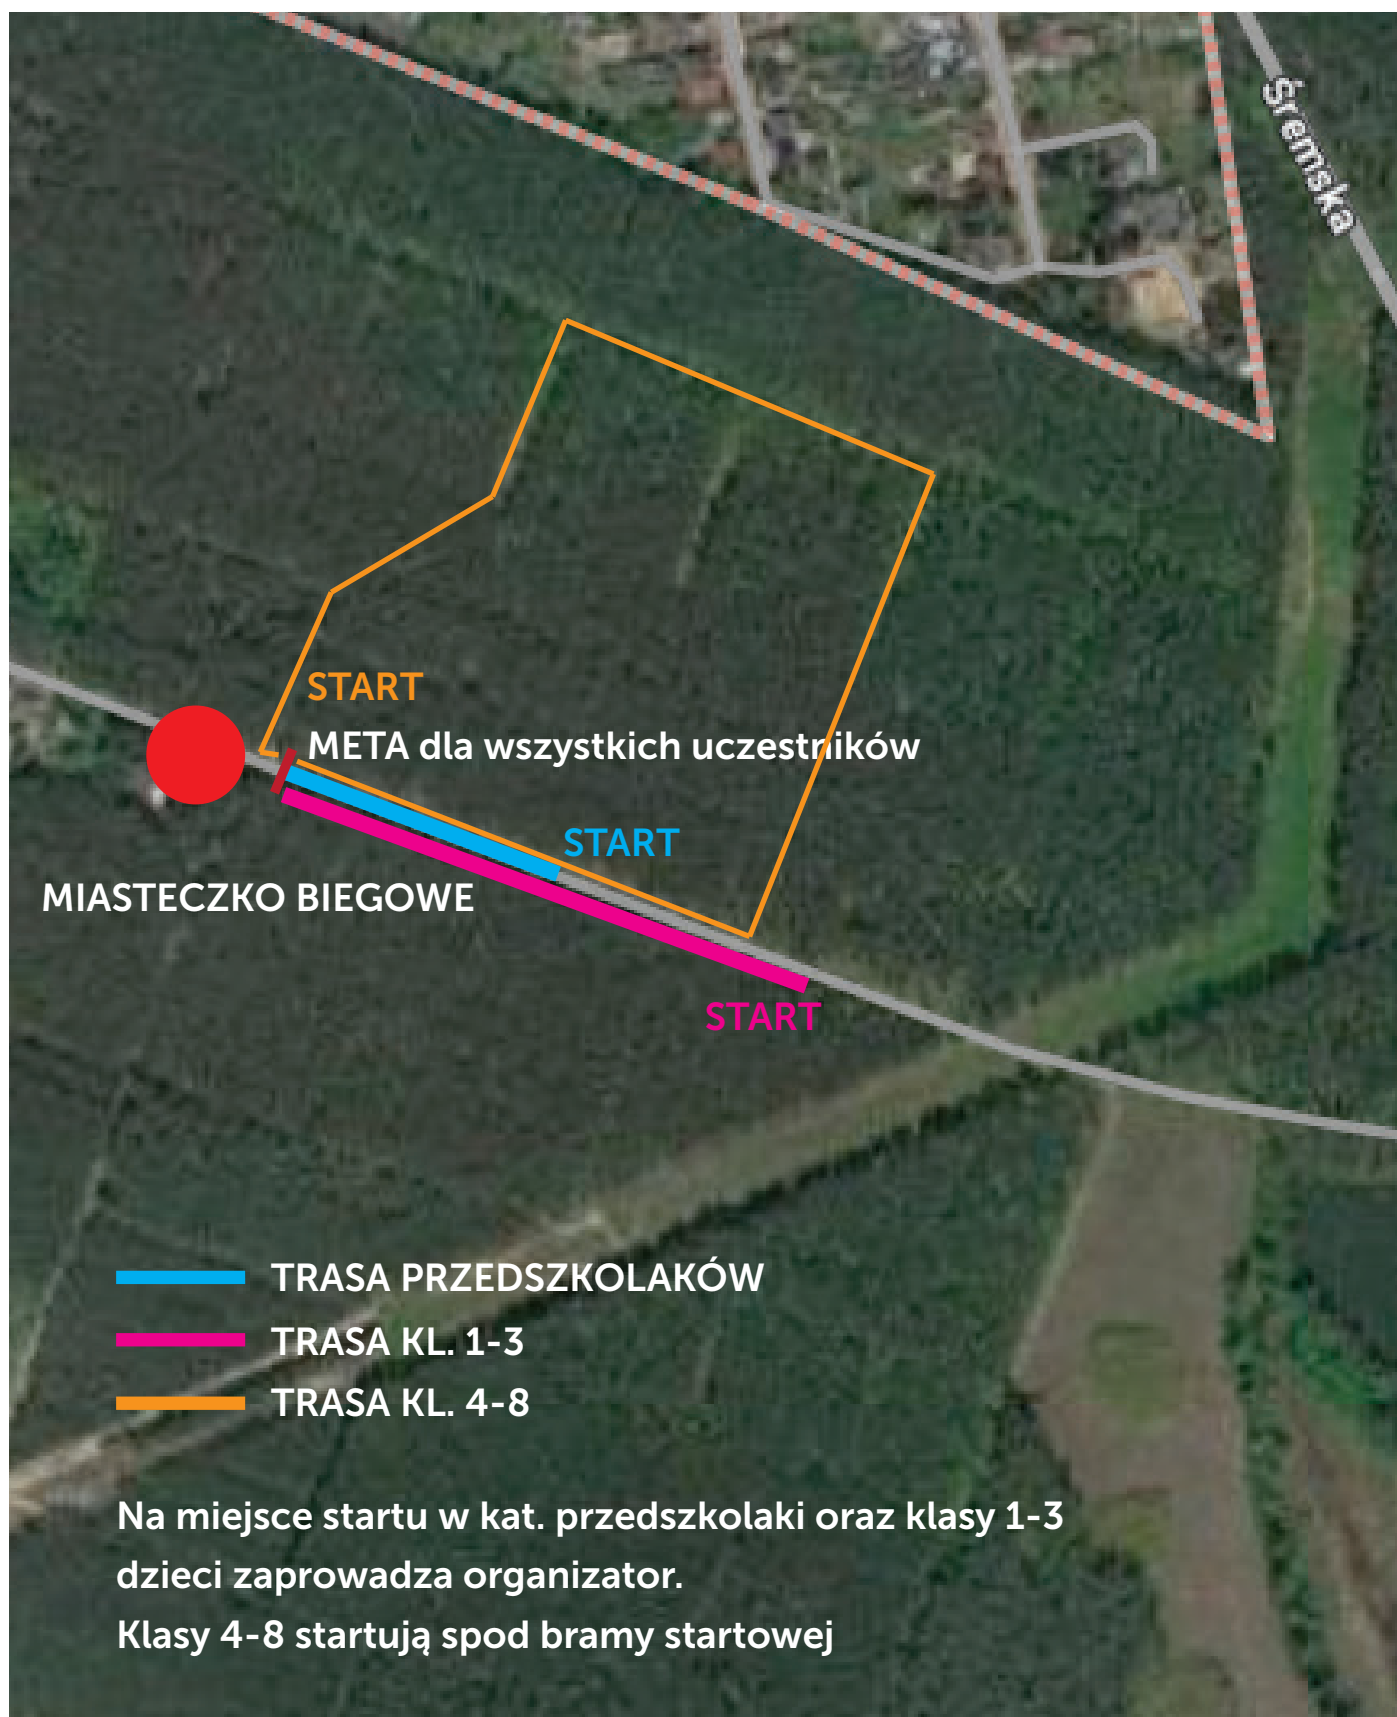 Śremska
START
META dla wszystkich uczestników
START
MIASTECZKO BIEGOWE
START
TRASA PRZEDSZKOLAKÓW
TRASA KL. 1-3
TRASA KL. 4-8
Na miejsce startu w kat. przedszkolaki oraz klasy 1-3
dzieci zaprowadza organizator.
Klasy 4-8 startują spod bramy startowej